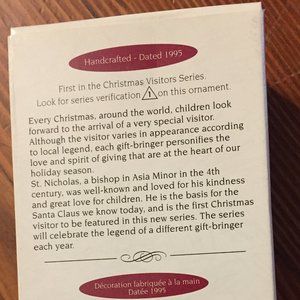 Handcrafted - Dated 1995
First in the Christmas Visitors Series.
Look for series verification 1 on this ornament.
Every Christmas, around the world, children look
forward to the arrival of a very special visitor.
Although the visitor varies in appearance according
to local legend, each gift-bringer personifies the
love and spirit of giving that are at the heart of our
holiday season.
St. Nicholas, a bishop in Asia Minor in the 4th
century, was well-known and loved for his kindness
and great love for children. He is the basis for the
Santa Claus we know today, and is the first Christmas
visitor to be featured in this new series. The series
will celebrate the legend of a different gift-bringer
each year.
Décoration fabriquée à la main
Datée 1995